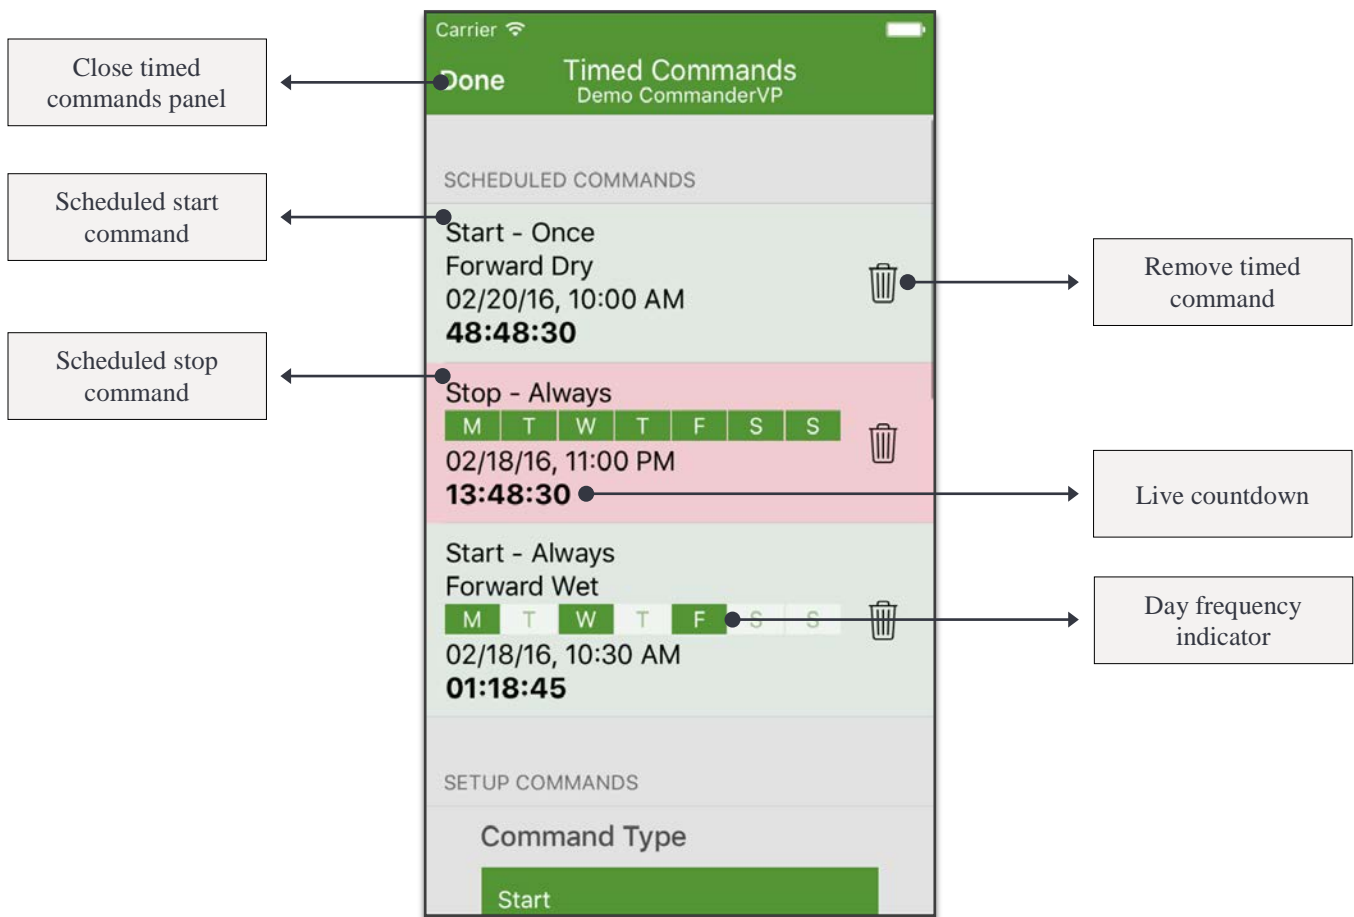 Carrier
Done
Timed Commands
Demo CommanderVP
Close timed
commands panel
SCHEDULED COMMANDS
Scheduled start
command
Start - Once
Forward Dry
02/20/16, 10:00 AM
48:48:30
Remove timed
command
Scheduled stop
command
Stop - Always
M T W T F S S
02/18/16, 11:00 PM
13:48:30
Live countdown
Start - Always
Forward Wet
M T W T F S S
02/18/16, 10:30 AM
01:18:45
Day frequency
indicator
SETUP COMMANDS
Command Type
Start